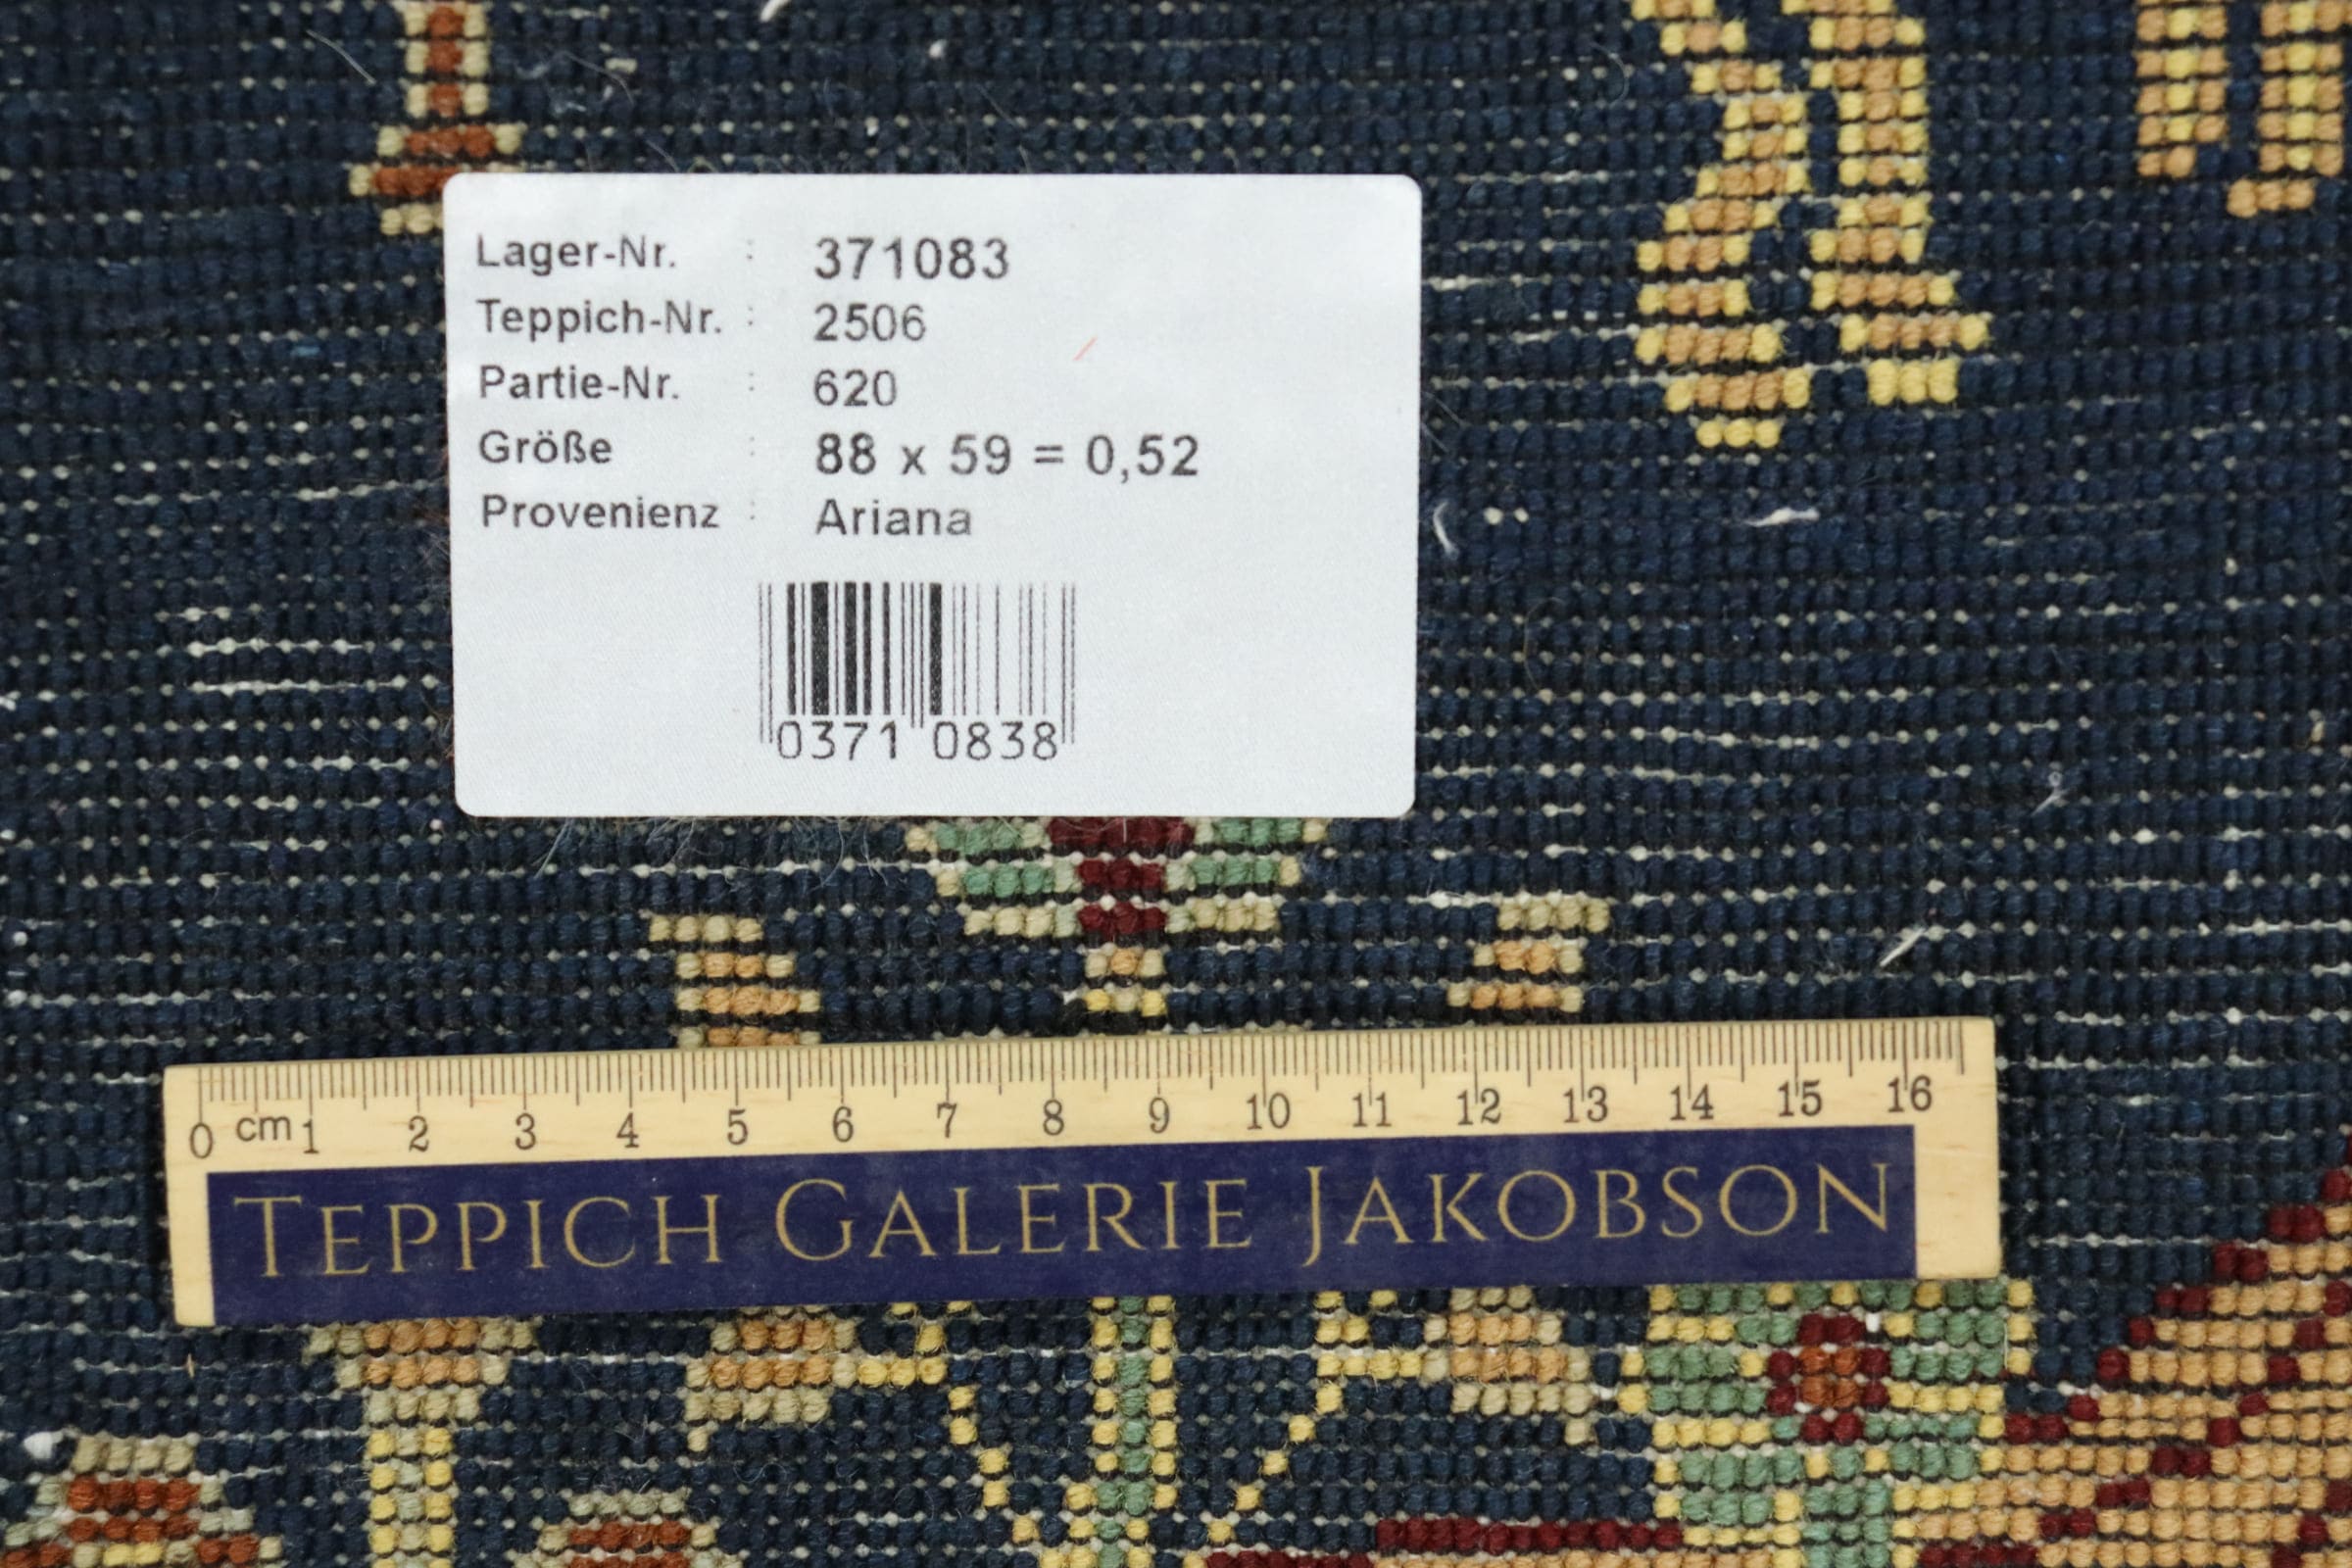 Lager-Nr. : 371083
Teppich-Nr. : 2506
Partie-Nr. : 620
Größe : 88 x 59 = 0,52
Provenienz : Ariana
0371 0838
0 cm 1 2 3 4 5 6 7 8 9 10 11 12 13 14 15 16
TEPPICH GALERIE JAKOBSON